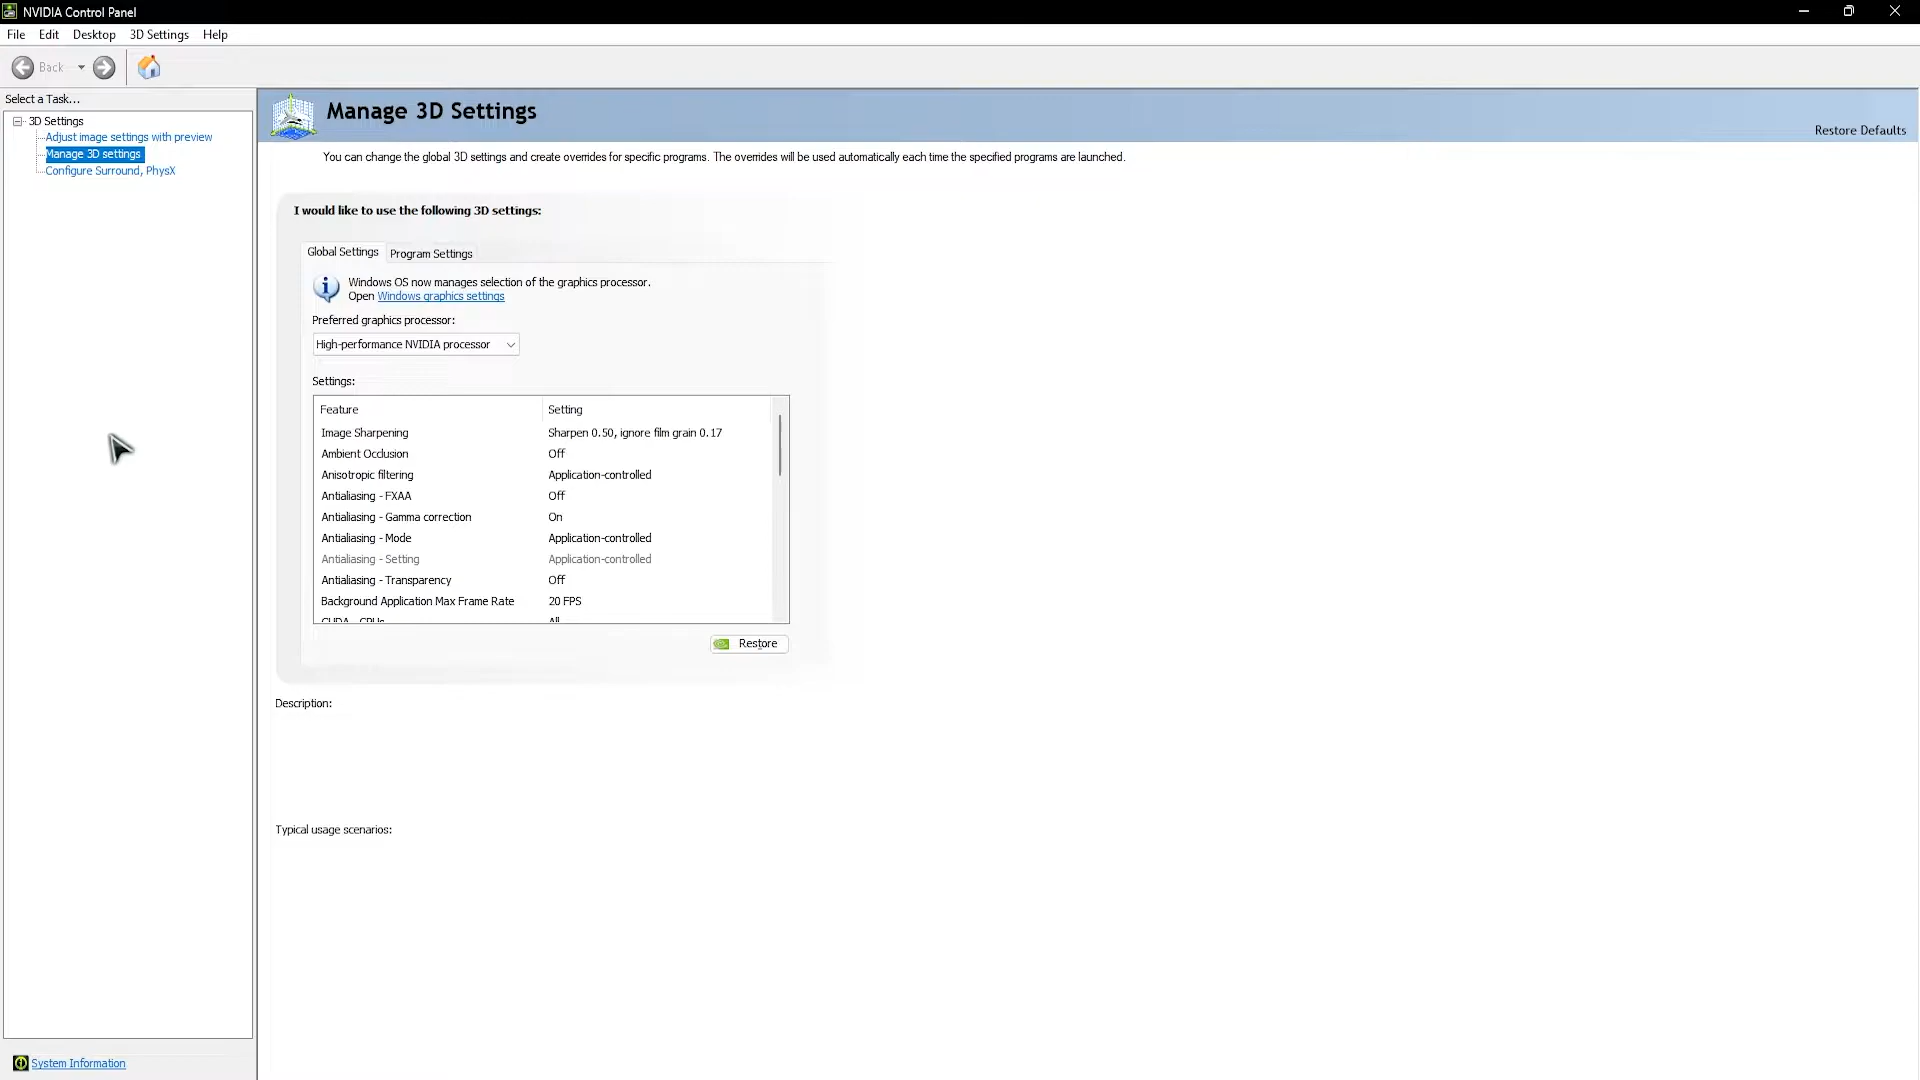 NVIDIA Control Panel
File Edit Desktop 3D Settings Help
Back
Select a Task...
3D Settings
Adjust image settings with preview
Manage 3D settings
Configure Surround, PhysX
System Information
Manage 3D Settings
Restore Defaults
You can change the global 3D settings and create overrides for specific programs. The overrides will be used automatically each time the specified programs are launched.
I would like to use the following 3D settings:
Global Settings Program Settings
Windows OS now manages selection of the graphics processor.
Open Windows graphics settings
Preferred graphics processor:
High-performance NVIDIA processor
Settings:
Feature Setting
Image Sharpening Sharpen 0.50, ignore film grain 0.17
Ambient Occlusion Off
Anisotropic filtering Application-controlled
Antialiasing - FXAA Off
Antialiasing - Gamma correction On
Antialiasing - Mode Application-controlled
Antialiasing - Setting Application-controlled
Antialiasing - Transparency Off
Background Application Max Frame Rate 20 FPS
CUDA - GPUs All
Restore
Description:
Typical usage scenarios: